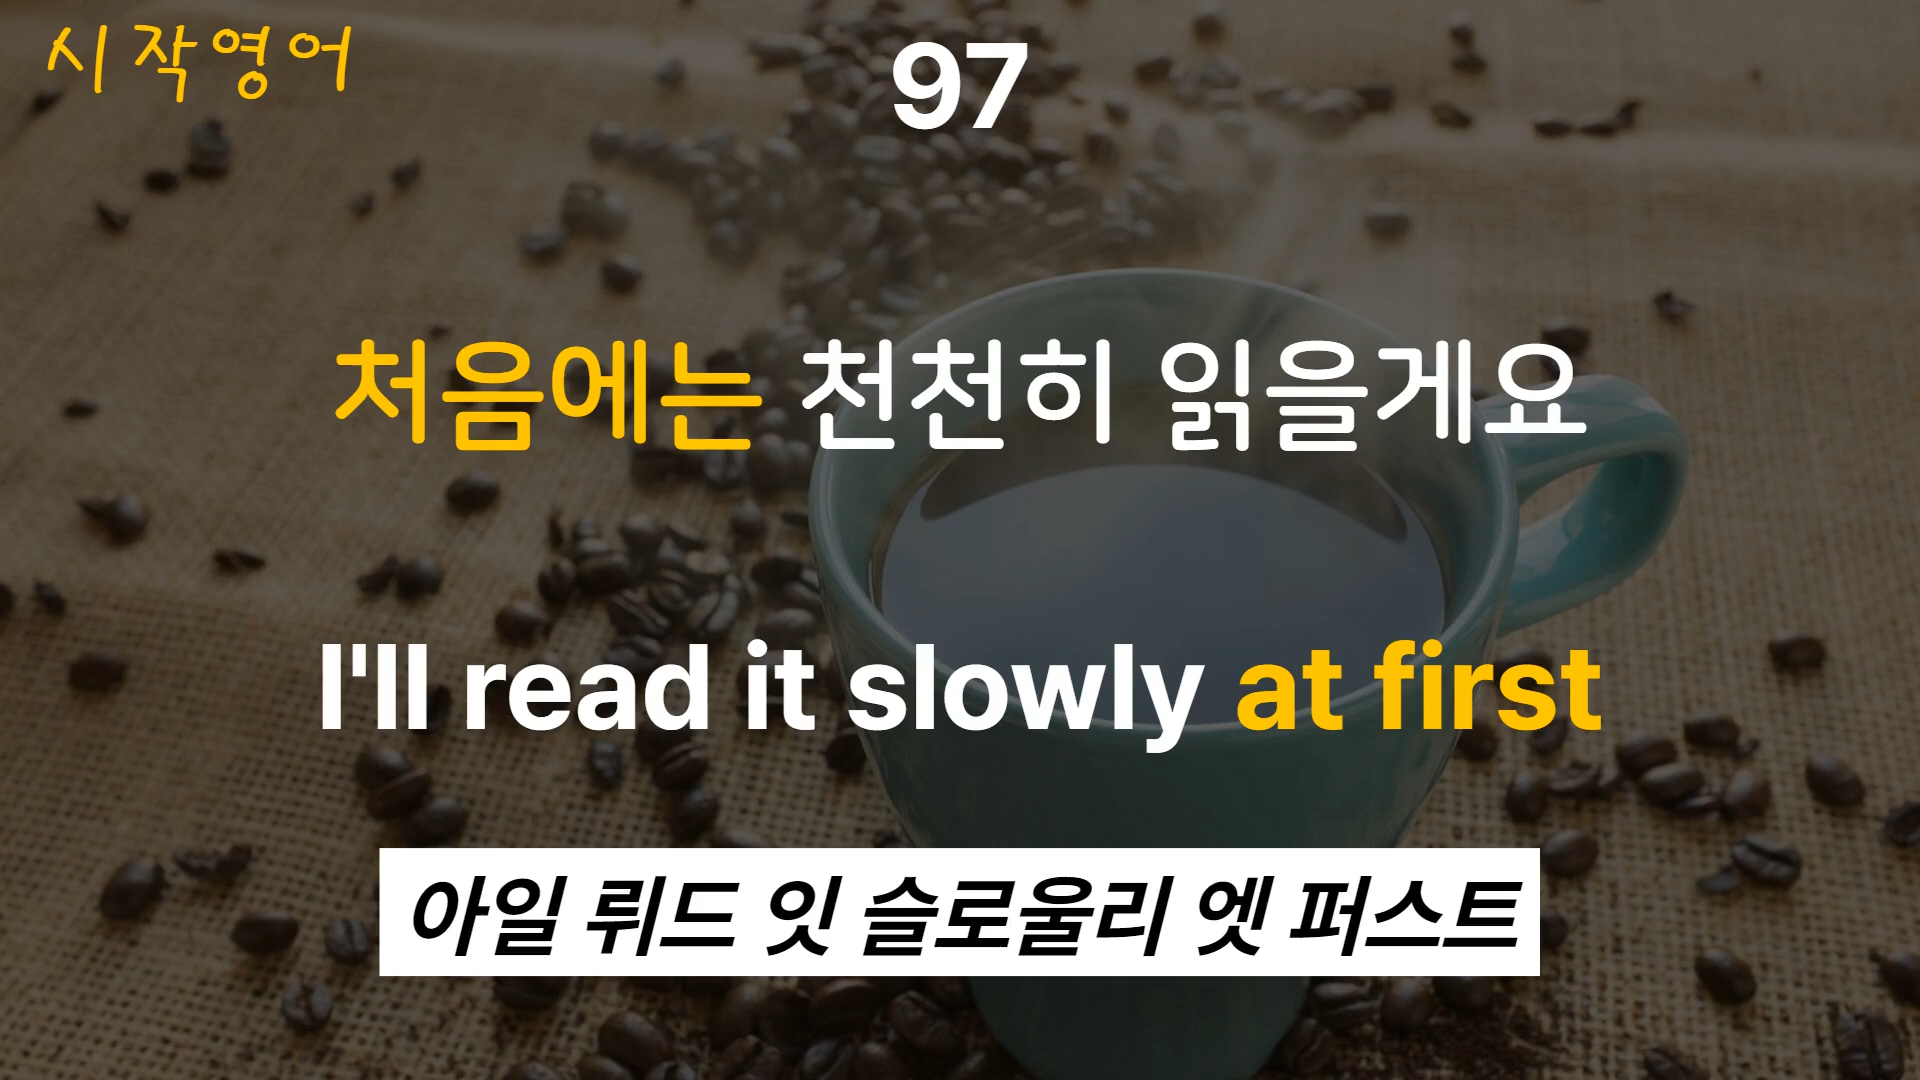 시작영어
97
처음에는 천천히 읽을게요
I'll read it slowly at first
아일 뤼드 잇 슬로울리 엣 퍼스트